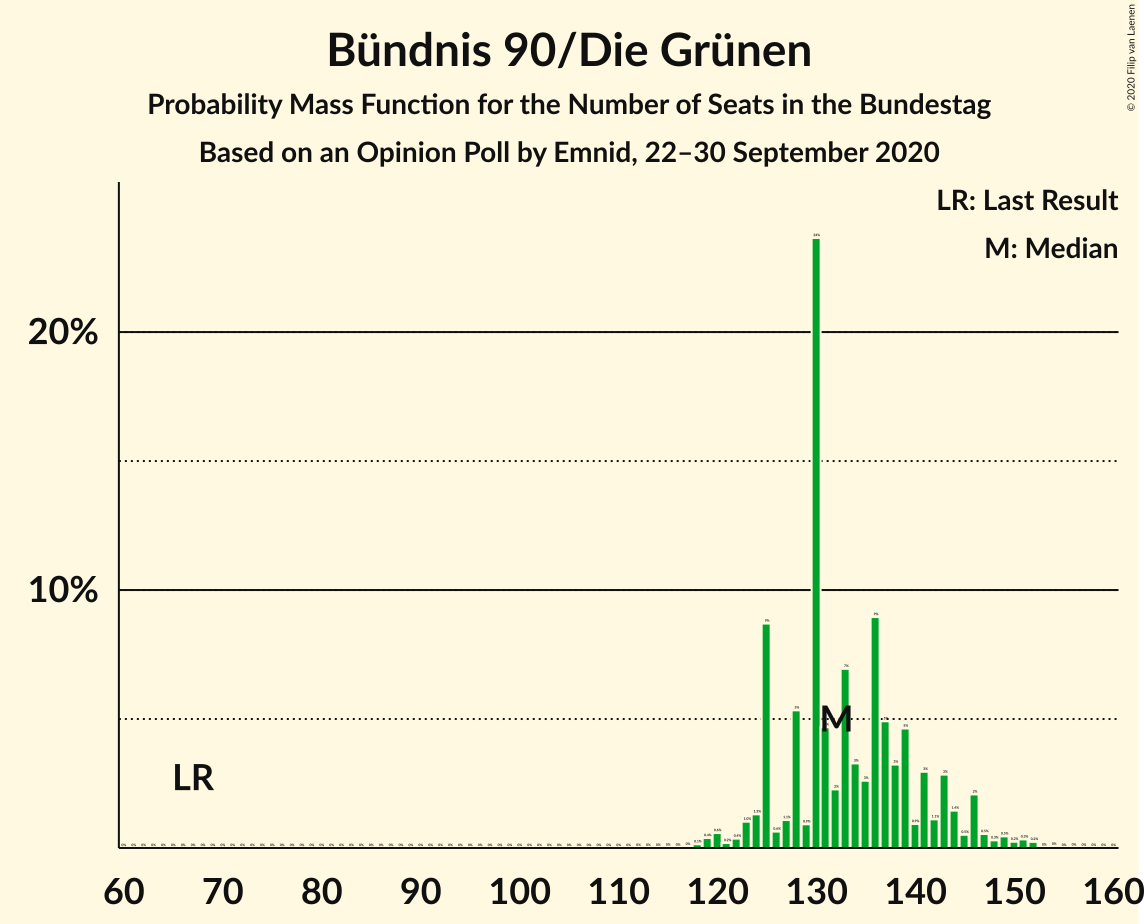 Bündnis 90/Die Grünen
Probability Mass Function for the Number of Seats in the Bundestag
Based on an Opinion Poll by Emnid, 22–30 September 2020
© 2020 Filip van Laenen
LR: Last Result
M: Median
20%
10%
LR
M
60 70 80 90 100 110 120 130 140 150 160